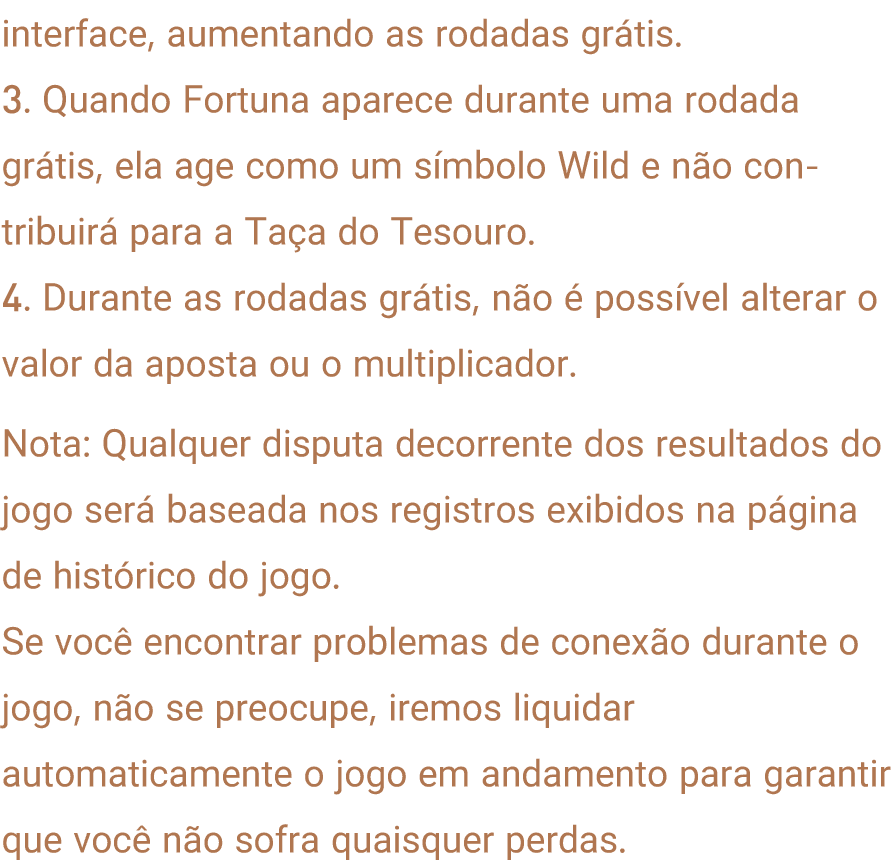 interface, aumentando as rodadas grátis.
3. Quando Fortuna aparece durante uma rodada
grátis, ela age como um símbolo Wild e não con-
tribuirá para a Taça do Tesouro.
4. Durante as rodadas grátis, não é possível alterar o
valor da aposta ou o multiplicador.
Nota: Qualquer disputa decorrente dos resultados do
jogo será baseada nos registros exibidos na página
de histórico do jogo.
Se você encontrar problemas de conexão durante o
jogo, não se preocupe, iremos liquidar
automaticamente o jogo em andamento para garantir
que você não sofra quaisquer perdas.